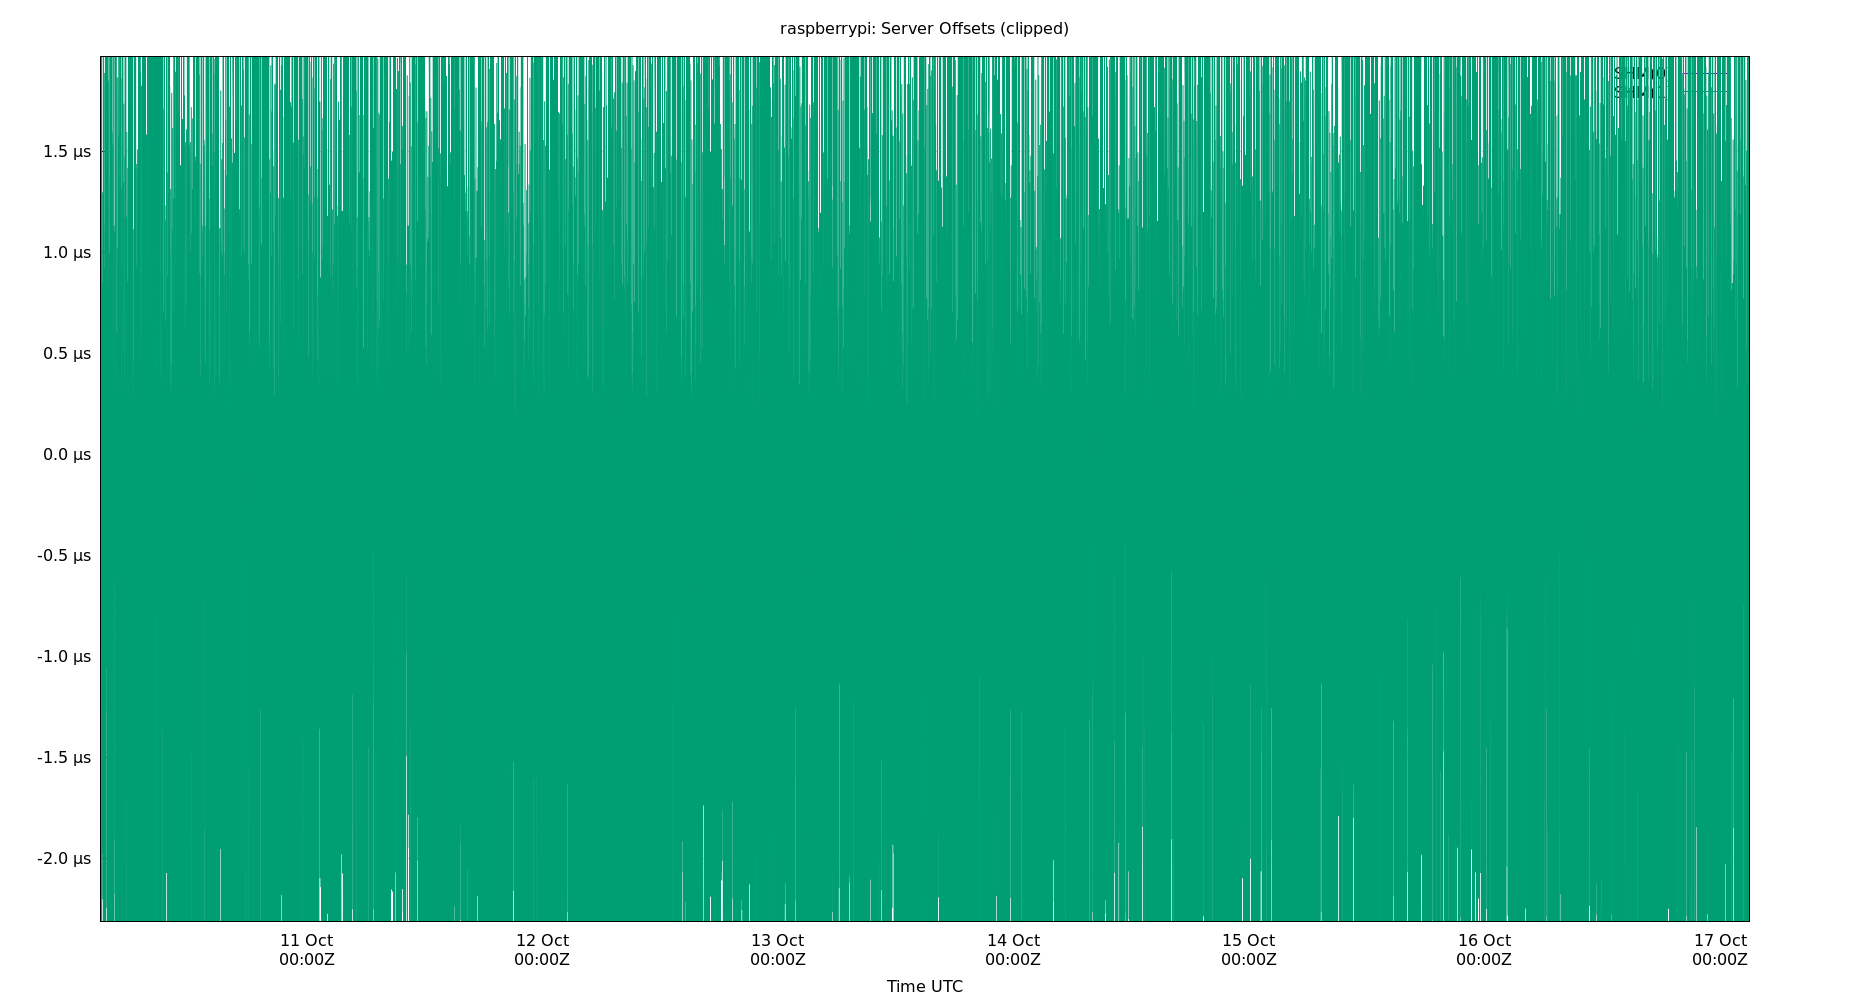 raspberrypi: Server Offsets (clipped)
1.5 µs
1.0 µs
0.5 µs
0.0 µs
-0.5 µs
-1.0 µs
-1.5 µs
-2.0 µs
11 Oct 12 Oct 13 Oct 14 Oct 15 Oct 16 Oct 17 Oct
00:00Z 00:00Z 00:00Z 00:00Z 00:00Z 00:00Z 00:00Z
Time UTC